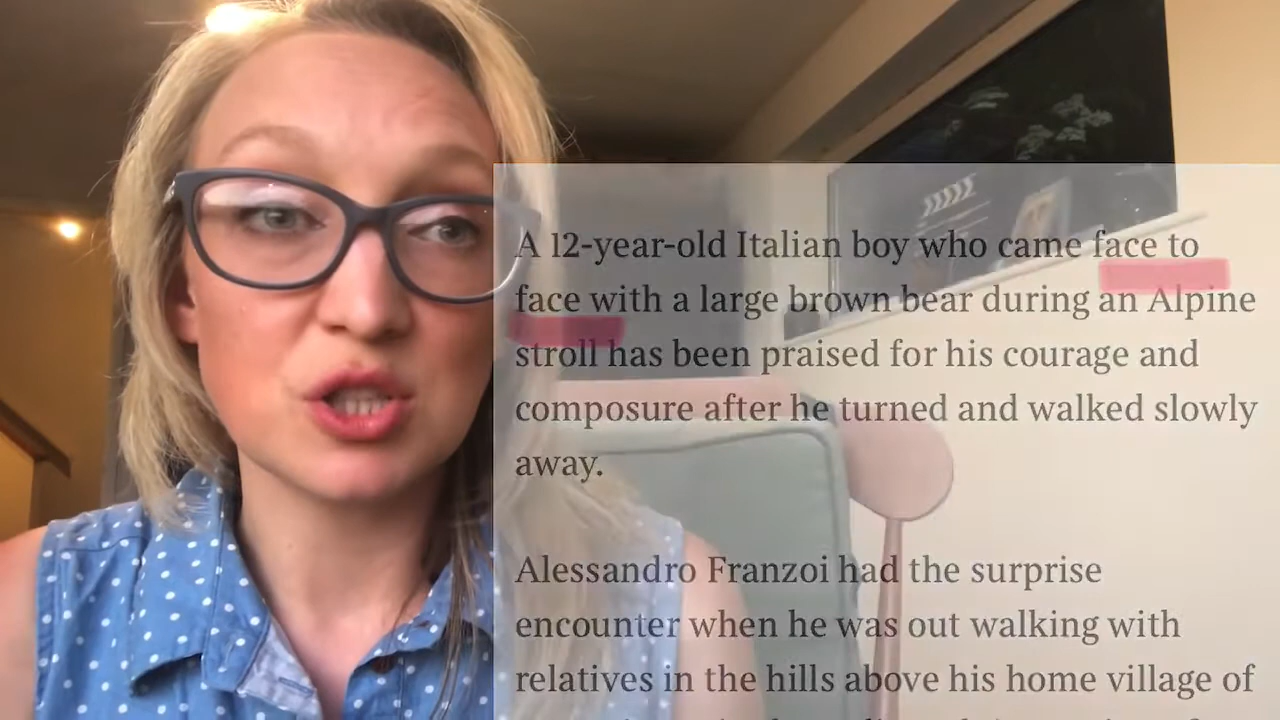 A 12-year-old Italian boy who came face to
face with a large brown bear during an Alpine
stroll has been praised for his courage and
composure after he turned and walked slowly
away.
Alessandro Franzoi had the surprise
encounter when he was out walking with
relatives in the hills above his home village of